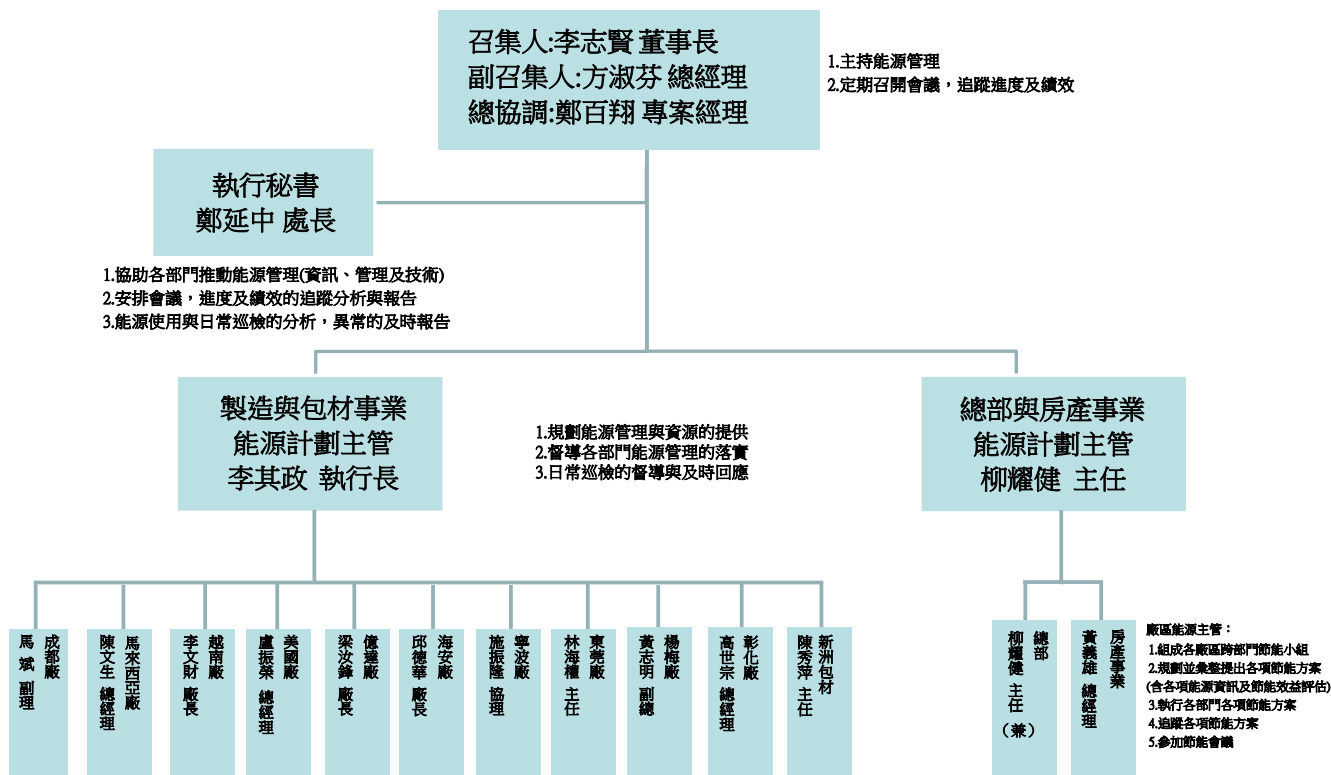 召集人:李志賢 董事長
副召集人:方淑芬 總經理
總協調:鄭百翔 專案經理
1.主持能源管理
2.定期召開會議，追蹤進度及績效
執行秘書
鄭延中 處長
1.協助各部門推動能源管理(資訊、管理及技術)
2.安排會議，進度及績效的追蹤分析與報告
3.能源使用與日常巡檢的分析，異常的及時報告
製造與包材事業
能源計劃主管
李其政 執行長
1.規劃能源管理與資源的提供
2.督導各部門能源管理的落實
3.日常巡檢的督導與及時回應
總部與房產事業
能源計劃主管
柳耀健 主任
成都廠
馬 斌 副理
馬來西亞廠
陳文生 總經理
越南廠
李文財 廠長
美國廠
盧振榮 總經理
億達廠
梁汝鋒 廠長
海安廠
邱德華 廠長
寧波廠
施振隆 協理
東莞廠
林海權 主任
楊梅廠
黃志明 副總
彰化廠
高世宗 總經理
新洲包材
陳秀萍 主任
總部
柳耀健 主任（兼）
房產事業
黃義雄 總經理
廠區能源主管：
1.組成各廠區跨部門節能小組
2.規劃並彙整提出各項節能方案
(含各項能源資訊及節能效益評估)
3.執行各部門各項節能方案
4.追蹤各項節能方案
5.參加節能會議